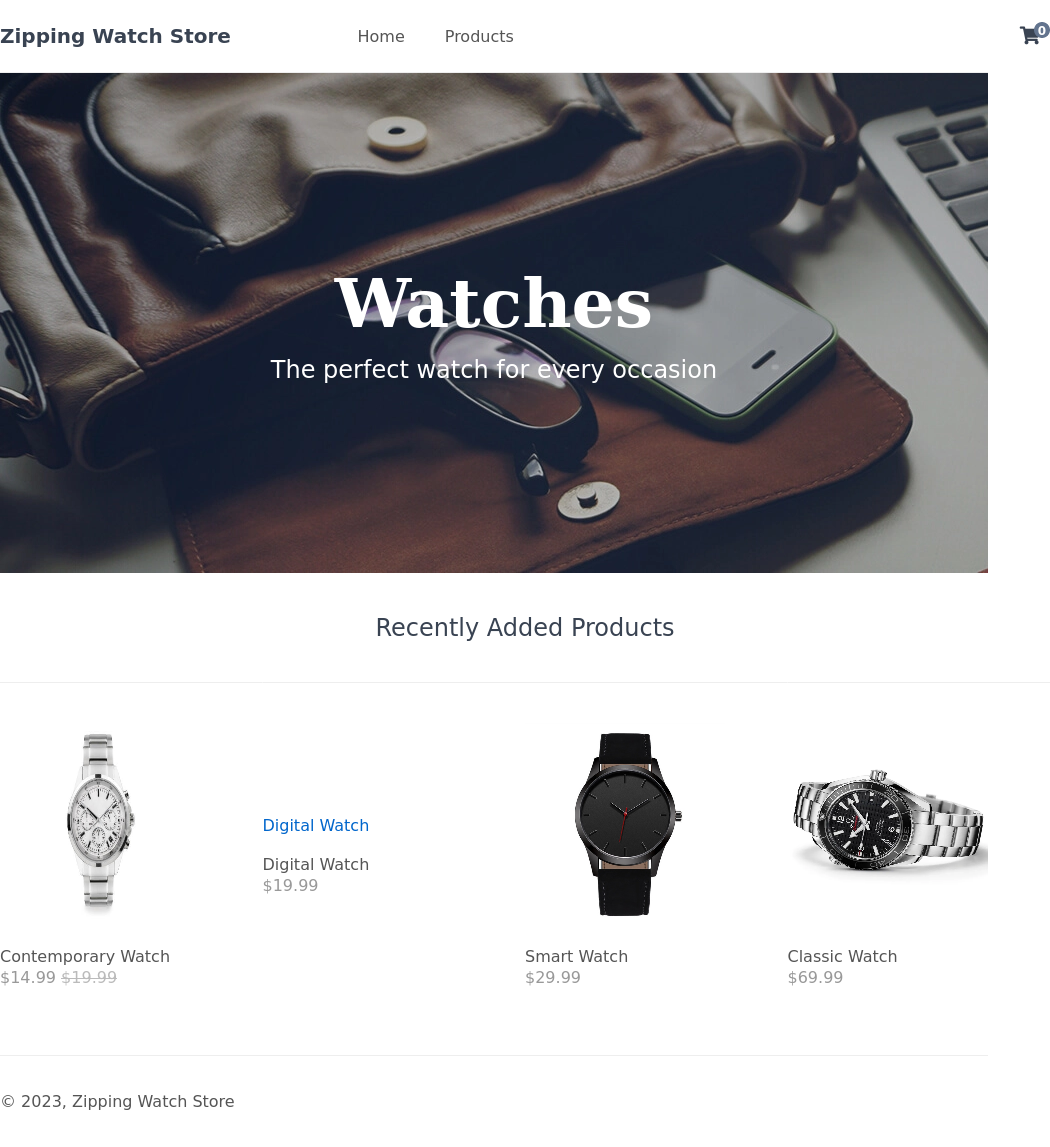 Zipping Watch Store
Home
Products
0
Watches
The perfect watch for every occasion
Recently Added Products
Digital Watch
Digital Watch
$19.99
Contemporary Watch
$14.99 $19.99
Smart Watch
$29.99
Classic Watch
$69.99
© 2023, Zipping Watch Store